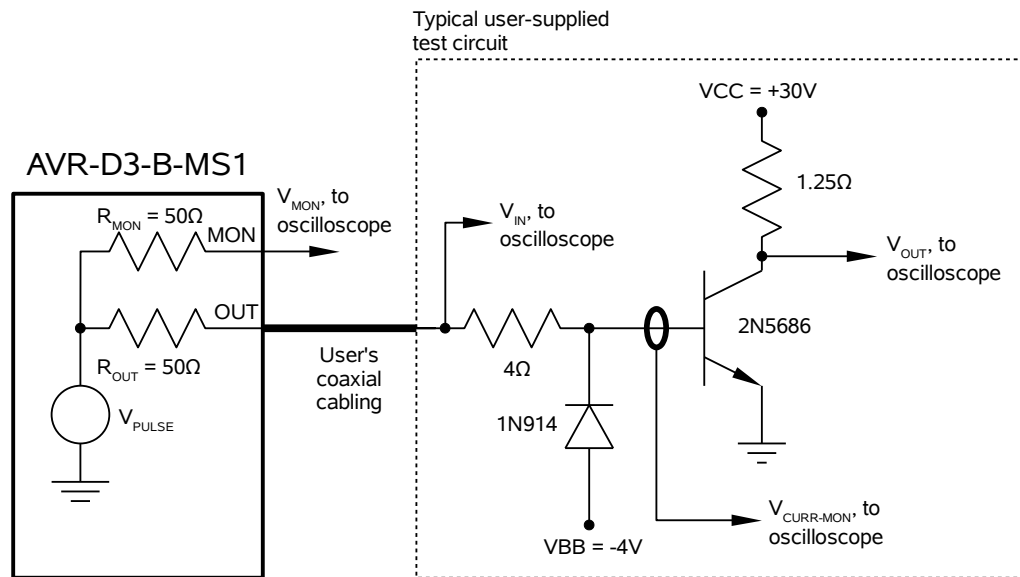 Typical user-supplied
test circuit
VCC = +30V
AVR-D3-B-MS1
1.25Ω
V_MON, to
oscilloscope
R_MON = 50Ω
MON
V_IN, to
oscilloscope
V_OUT, to
oscilloscope
OUT
2N5686
R_OUT = 50Ω
User's
coaxial
cabling
4Ω
V_PULSE
1N914
V_CURR-MON, to
oscilloscope
VBB = -4V